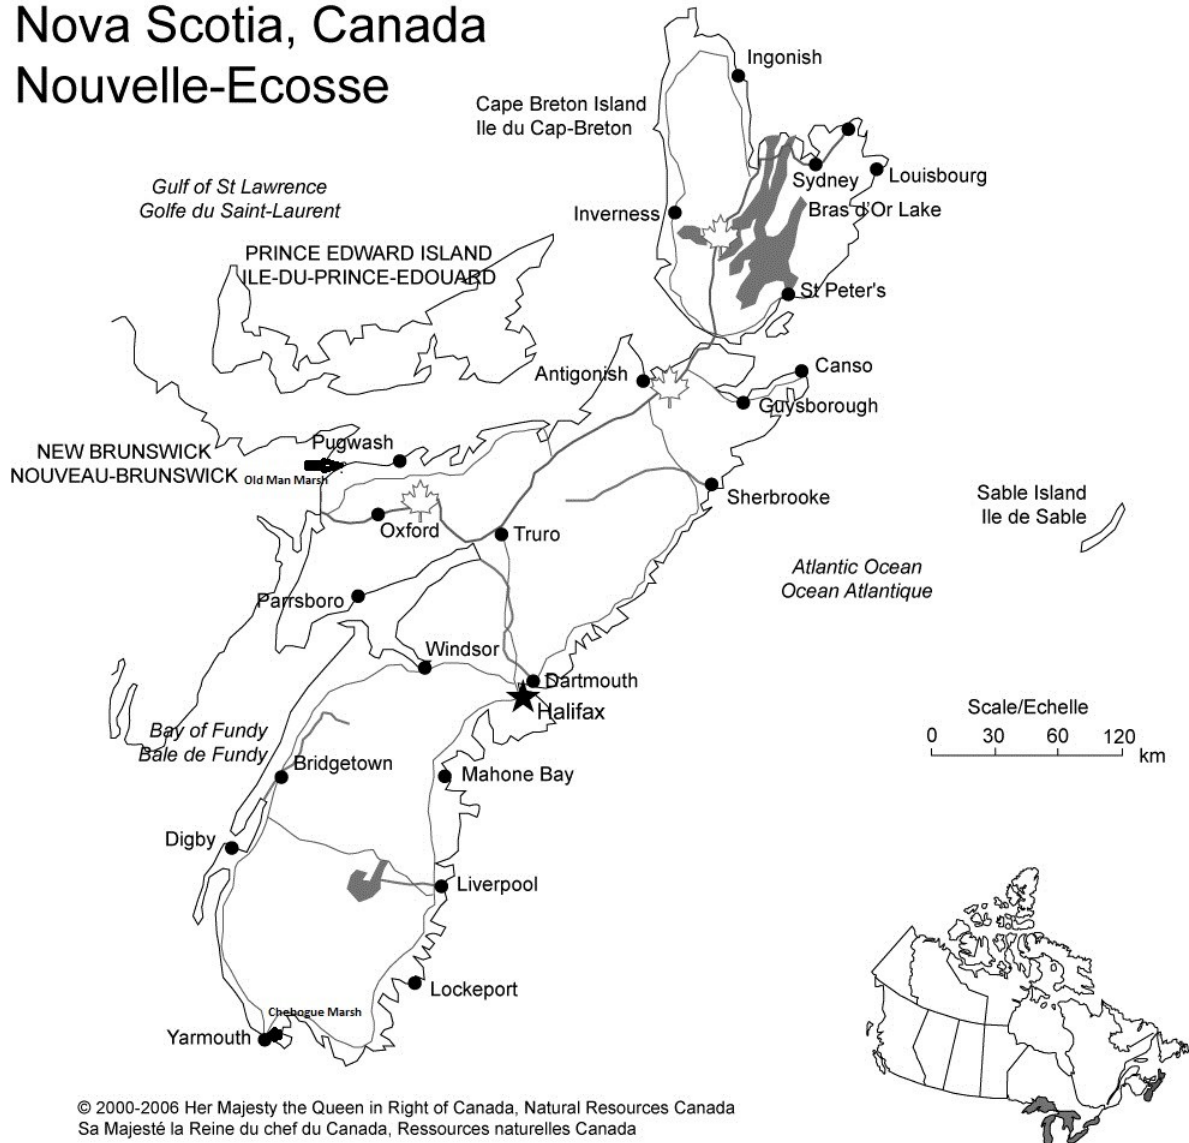 Nova Scotia, Canada
Nouvelle-Ecosse
Ingonish
Cape Breton Island
Ile du Cap-Breton
Sydney
Louisbourg
Gulf of St Lawrence
Golfe du Saint-Laurent
Inverness
Bras d'Or Lake
PRINCE EDWARD ISLAND
ILE-DU-PRINCE-EDOUARD
St Peter's
Antigonish
Canso
Guysborough
NEW BRUNSWICK
NOUVEAU-BRUNSWICK
Pugwash
Old Man Marsh
Sherbrooke
Sable Island
Ile de Sable
Oxford
Truro
Atlantic Ocean
Ocean Atlantique
Parrsboro
Windsor
Dartmouth
Halifax
Scale/Echelle
0 30 60 120
km
Bay of Fundy
Bale de Fundy
Bridgetown
Mahone Bay
Digby
Liverpool
Lockeport
Chebogue Marsh
Yarmouth
© 2000-2006 Her Majesty the Queen in Right of Canada, Natural Resources Canada
Sa Majesté la Reine du chef du Canada, Ressources naturelles Canada